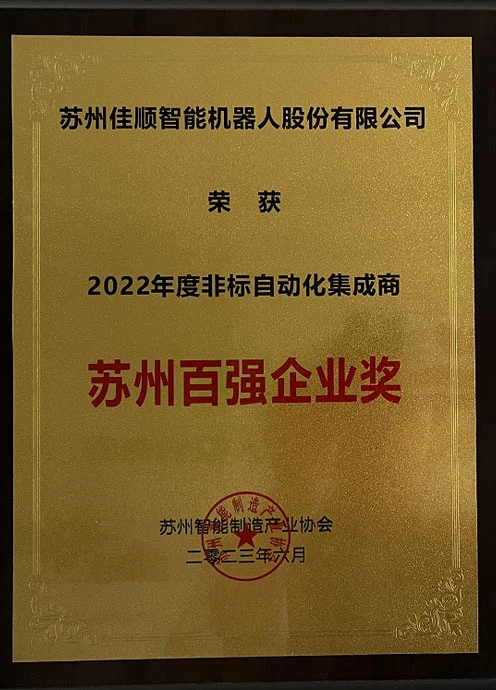 苏州佳顺智能机器人股份有限公司
荣 获
2022年度非标自动化集成商
苏州百强企业奖
苏州智能制造产业协会
二零二三年六月